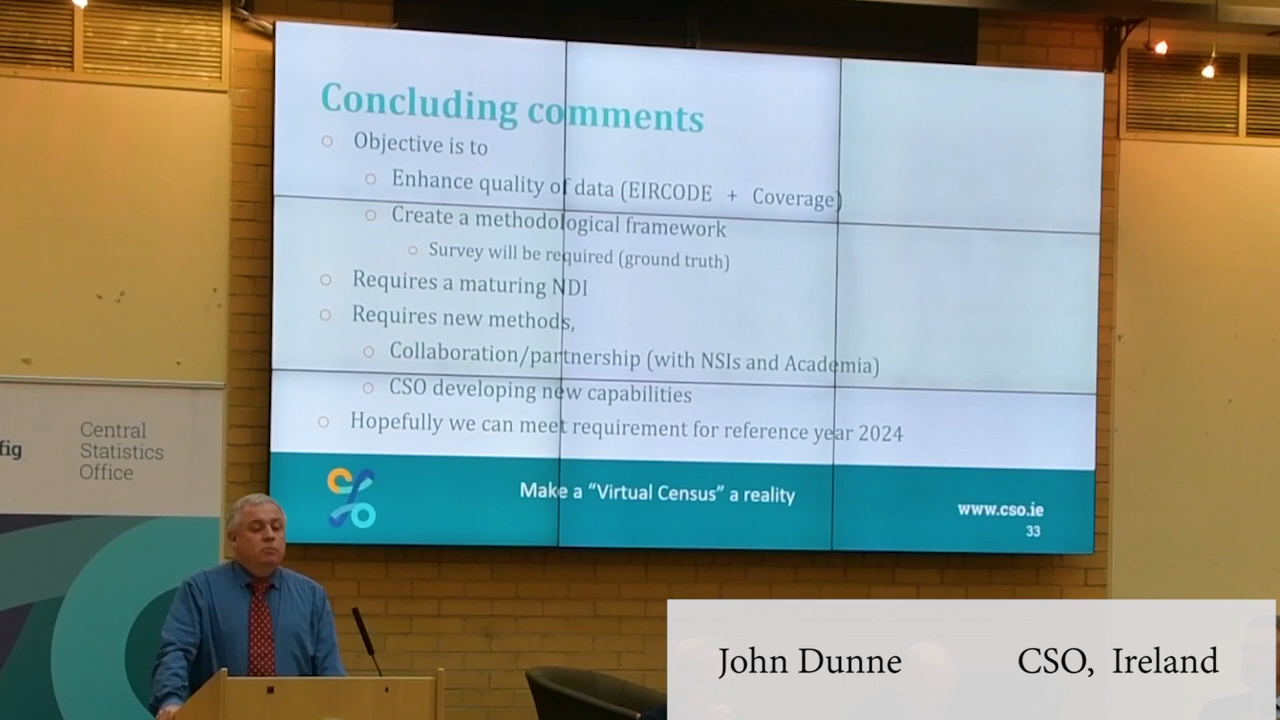 Concluding comments
Objective is to
Enhance quality of data (EIRCODE + Coverage)
Create a methodological framework
Survey will be required (ground truth)
Requires a maturing NDI
Requires new methods,
Collaboration/partnership (with NSIs and Academia)
CSO developing new capabilities
Hopefully we can meet requirement for reference year 2024
Make a “Virtual Census” a reality
www.cso.ie
33
fig
Central
Statistics
Office
John Dunne CSO, Ireland